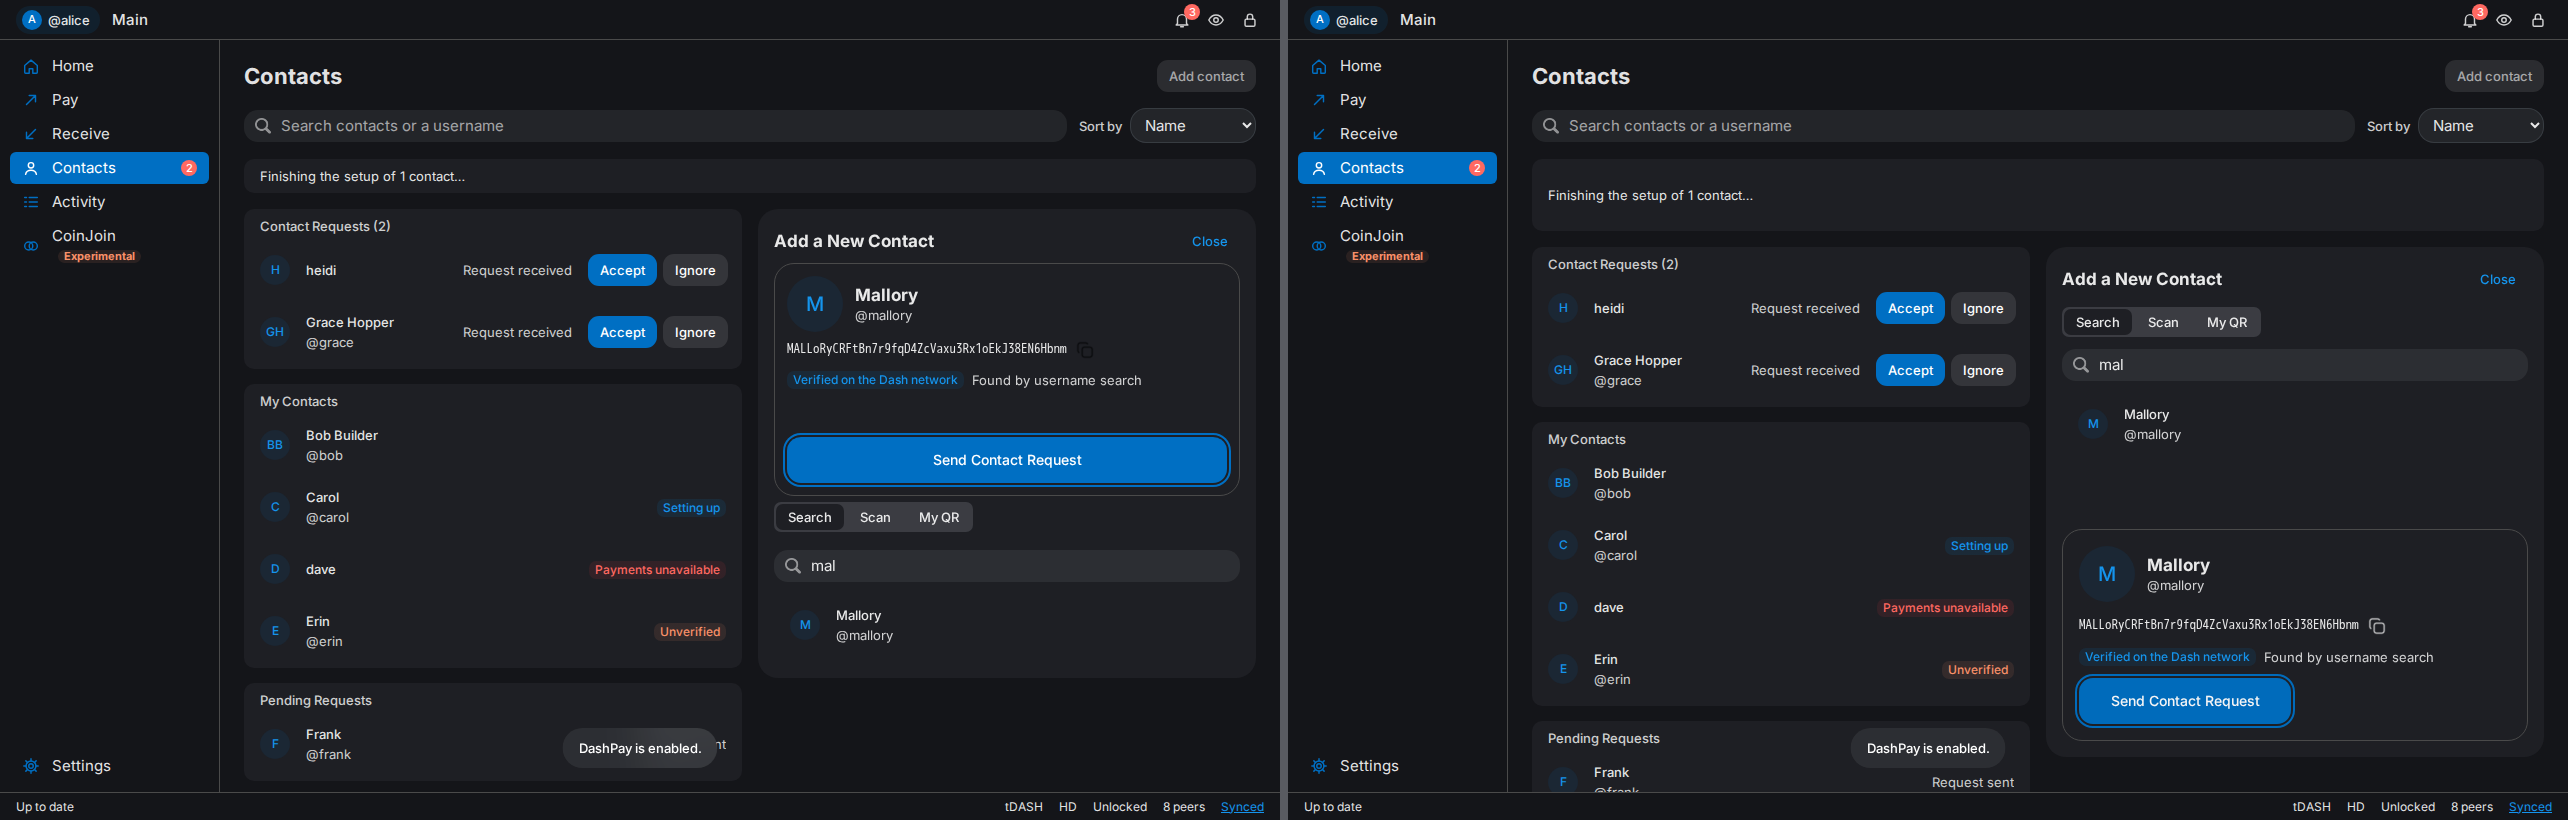 A @alice Main 3
Home
Pay
Receive
Contacts 2
Activity
CoinJoin
Experimental
Settings
Contacts
Add contact
Search contacts or a username
Sort by Name
Finishing the setup of 1 contact...
Contact Requests (2)
H heidi Request received Accept Ignore
GH Grace Hopper
@grace
Request received Accept Ignore
My Contacts
BB Bob Builder
@bob
C Carol
@carol
Setting up
D dave Payments unavailable
E Erin
@erin
Unverified
Pending Requests
F Frank
@frank
DashPay is enabled.
nt
Add a New Contact Close
M Mallory
@mallory
MALLoRyCRFtBn7r9fqD4ZcVaxu3Rx1oEkJ38EN6Hbnm
Verified on the Dash network Found by username search
Send Contact Request
Search Scan My QR
mal
M Mallory
@mallory
Up to date tDASH HD Unlocked 8 peers Synced
A @alice Main 3
Home
Pay
Receive
Contacts 2
Activity
CoinJoin
Experimental
Settings
Contacts
Add contact
Search contacts or a username
Sort by Name
Finishing the setup of 1 contact...
Contact Requests (2)
H heidi Request received Accept Ignore
GH Grace Hopper
@grace
Request received Accept Ignore
My Contacts
BB Bob Builder
@bob
C Carol
@carol
Setting up
D dave Payments unavailable
E Erin
@erin
Unverified
Pending Requests
DashPay is enabled.
F Frank
@frank
Request sent
Add a New Contact Close
Search Scan My QR
mal
M Mallory
@mallory
M Mallory
@mallory
MALLoRyCRFtBn7r9fqD4ZcVaxu3Rx1oEkJ38EN6Hbnm
Verified on the Dash network Found by username search
Send Contact Request
Up to date tDASH HD Unlocked 8 peers Synced